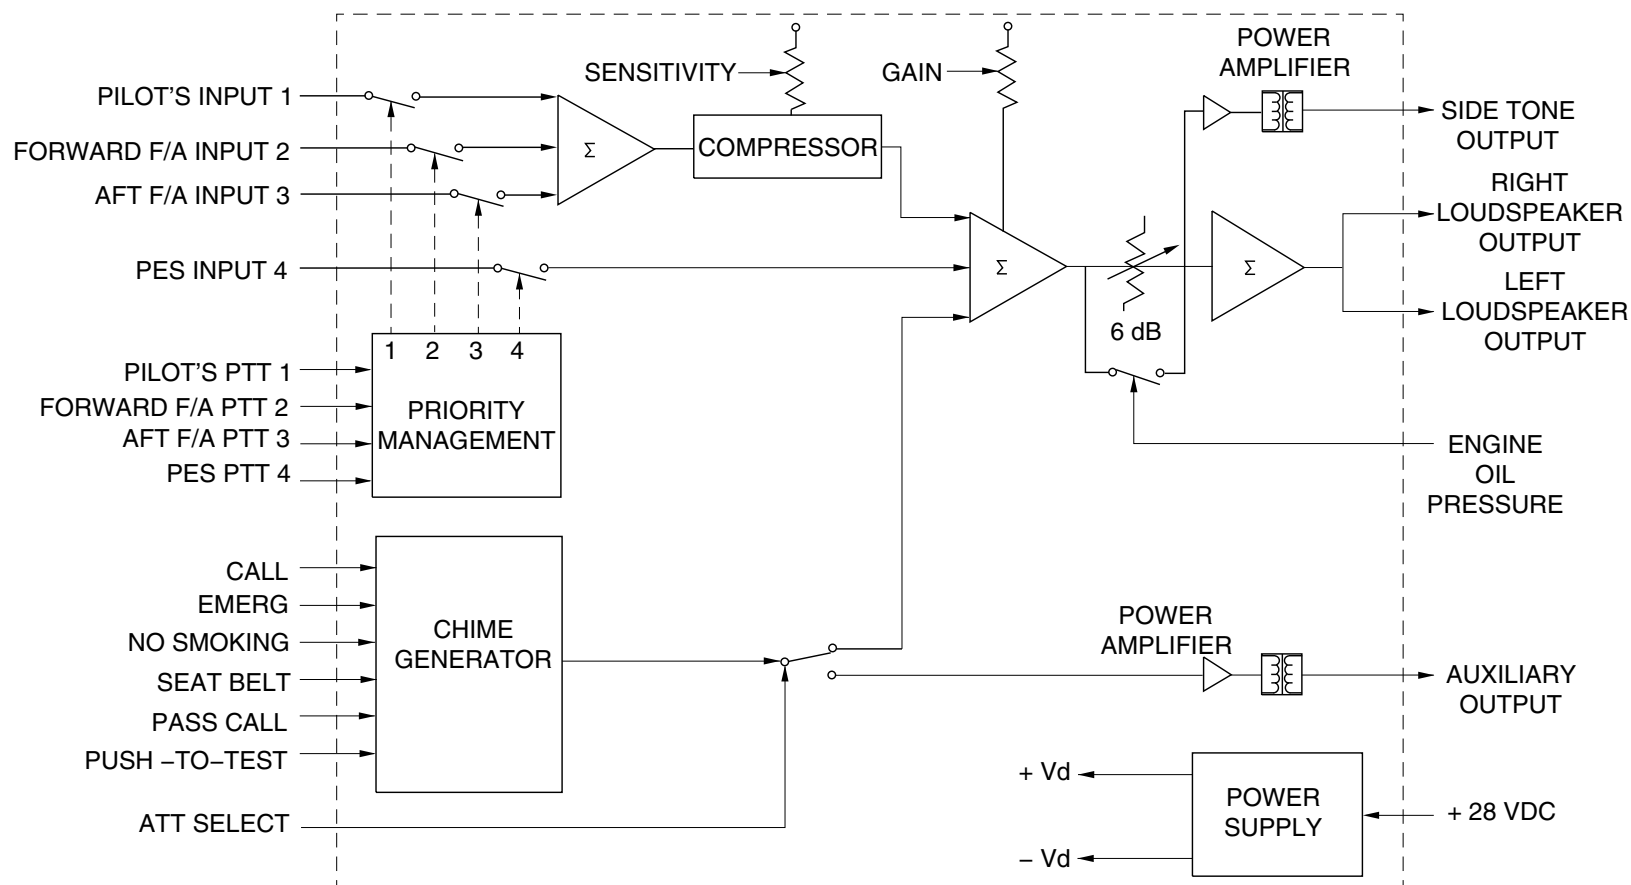 PILOT'S INPUT 1
FORWARD F/A INPUT 2
AFT F/A INPUT 3
PES INPUT 4
SENSITIVITY
COMPRESSOR
GAIN
Σ
Σ
Σ
6 dB
POWER
AMPLIFIER
SIDE TONE
OUTPUT
RIGHT
LOUDSPEAKER
OUTPUT
LEFT
LOUDSPEAKER
OUTPUT
ENGINE
OIL
PRESSURE
1 2 3 4
PRIORITY
MANAGEMENT
PILOT'S PTT 1
FORWARD F/A PTT 2
AFT F/A PTT 3
PES PTT 4
CALL
EMERG
NO SMOKING
SEAT BELT
PASS CALL
PUSH –TO–TEST
ATT SELECT
CHIME
GENERATOR
POWER
AMPLIFIER
AUXILIARY
OUTPUT
+ Vd
– Vd
POWER
SUPPLY
+ 28 VDC